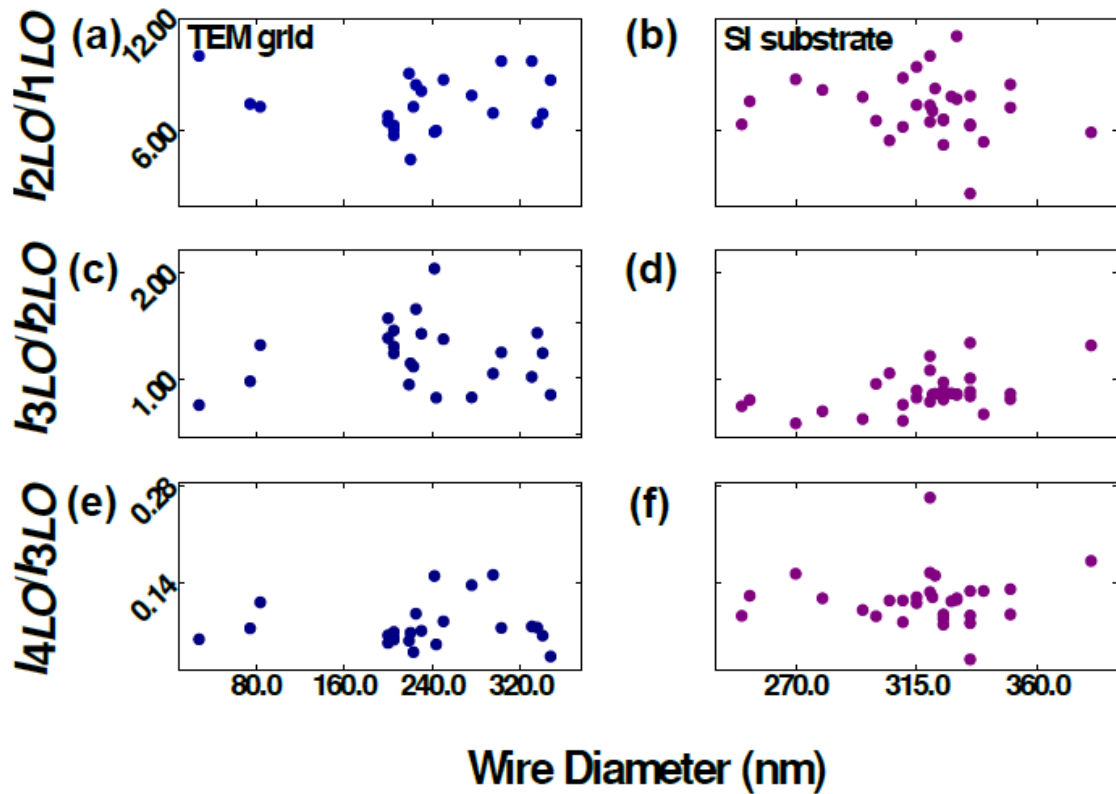 (a) TEM grId
(b) SI substrate
I2LO/I1LO
12.00
6.00
(c)
(d)
I3LO/I2LO
2.00
1.00
(e)
(f)
I4LO/I3LO
0.28
0.14
80.0 160.0 240.0 320.0
270.0 315.0 360.0
Wire Diameter (nm)